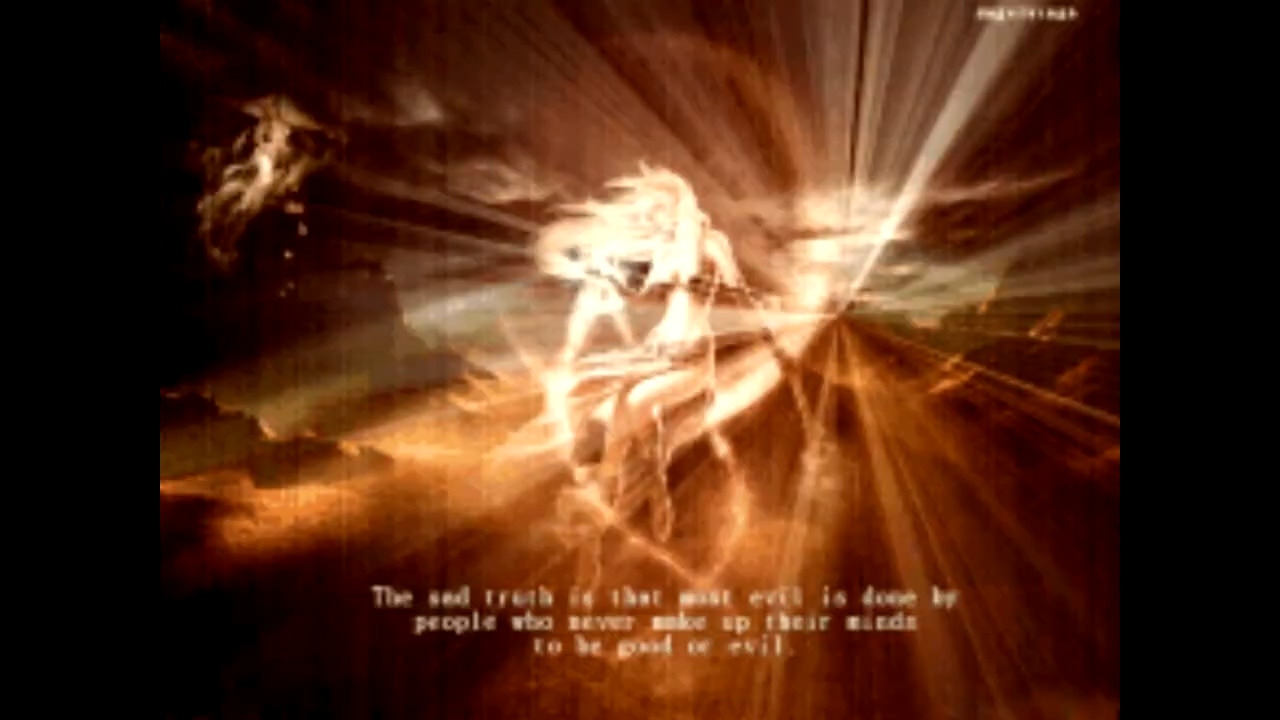 The sad truth is that most evil is done by
people who never make up their minds
to be good or evil.